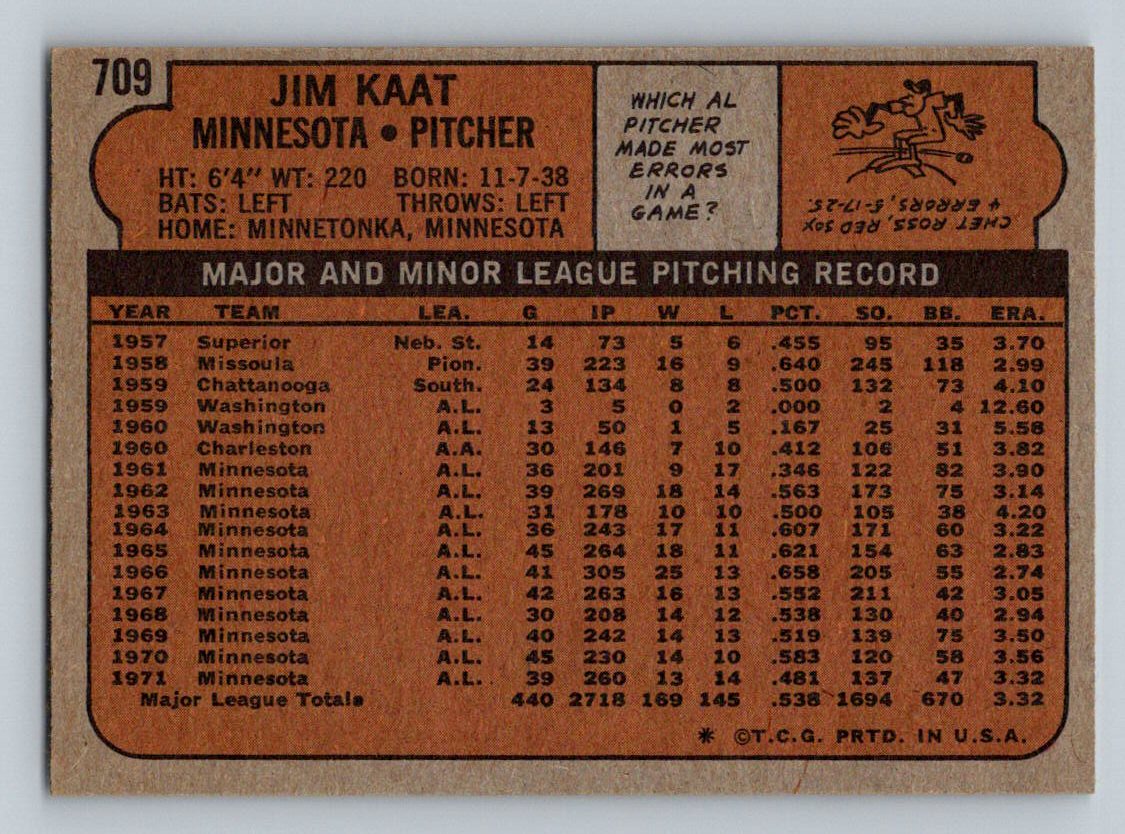 709
JIM KAAT
MINNESOTA • PITCHER
HT: 6'4" WT: 220 BORN: 11-7-38
BATS: LEFT THROWS: LEFT
HOME: MINNETONKA, MINNESOTA
WHICH AL
PITCHER
MADE MOST
ERRORS
IN A
GAME?
CHET ROSS, RED SOX
4 ERRORS, 5-17-25.
MAJOR AND MINOR LEAGUE PITCHING RECORD
YEAR TEAM LEA. G IP W L PCT. SO. BB. ERA.
1957 Superior Neb. St. 14 73 5 6 .455 95 35 3.70
1958 Missoula Pion. 39 223 16 9 .640 245 118 2.99
1959 Chattanooga South. 24 134 8 8 .500 132 73 4.10
1959 Washington A.L. 3 5 0 2 .000 2 4 12.60
1960 Washington A.L. 13 50 1 5 .167 25 31 5.58
1960 Charleston A.A. 30 146 7 10 .412 106 51 3.82
1961 Minnesota A.L. 36 201 9 17 .346 122 82 3.90
1962 Minnesota A.L. 39 269 18 14 .563 173 75 3.14
1963 Minnesota A.L. 31 178 10 10 .500 105 38 4.20
1964 Minnesota A.L. 36 243 17 11 .607 171 60 3.22
1965 Minnesota A.L. 45 264 18 11 .621 154 63 2.83
1966 Minnesota A.L. 41 305 25 13 .658 205 55 2.74
1967 Minnesota A.L. 42 263 16 13 .552 211 42 3.05
1968 Minnesota A.L. 30 208 14 12 .538 130 40 2.94
1969 Minnesota A.L. 40 242 14 13 .519 139 75 3.50
1970 Minnesota A.L. 45 230 14 10 .583 120 58 3.56
1971 Minnesota A.L. 39 260 13 14 .481 137 47 3.32
Major League Totals 440 2718 169 145 .538 1694 670 3.32
* ©T.C.G. PRTD. IN U.S.A.